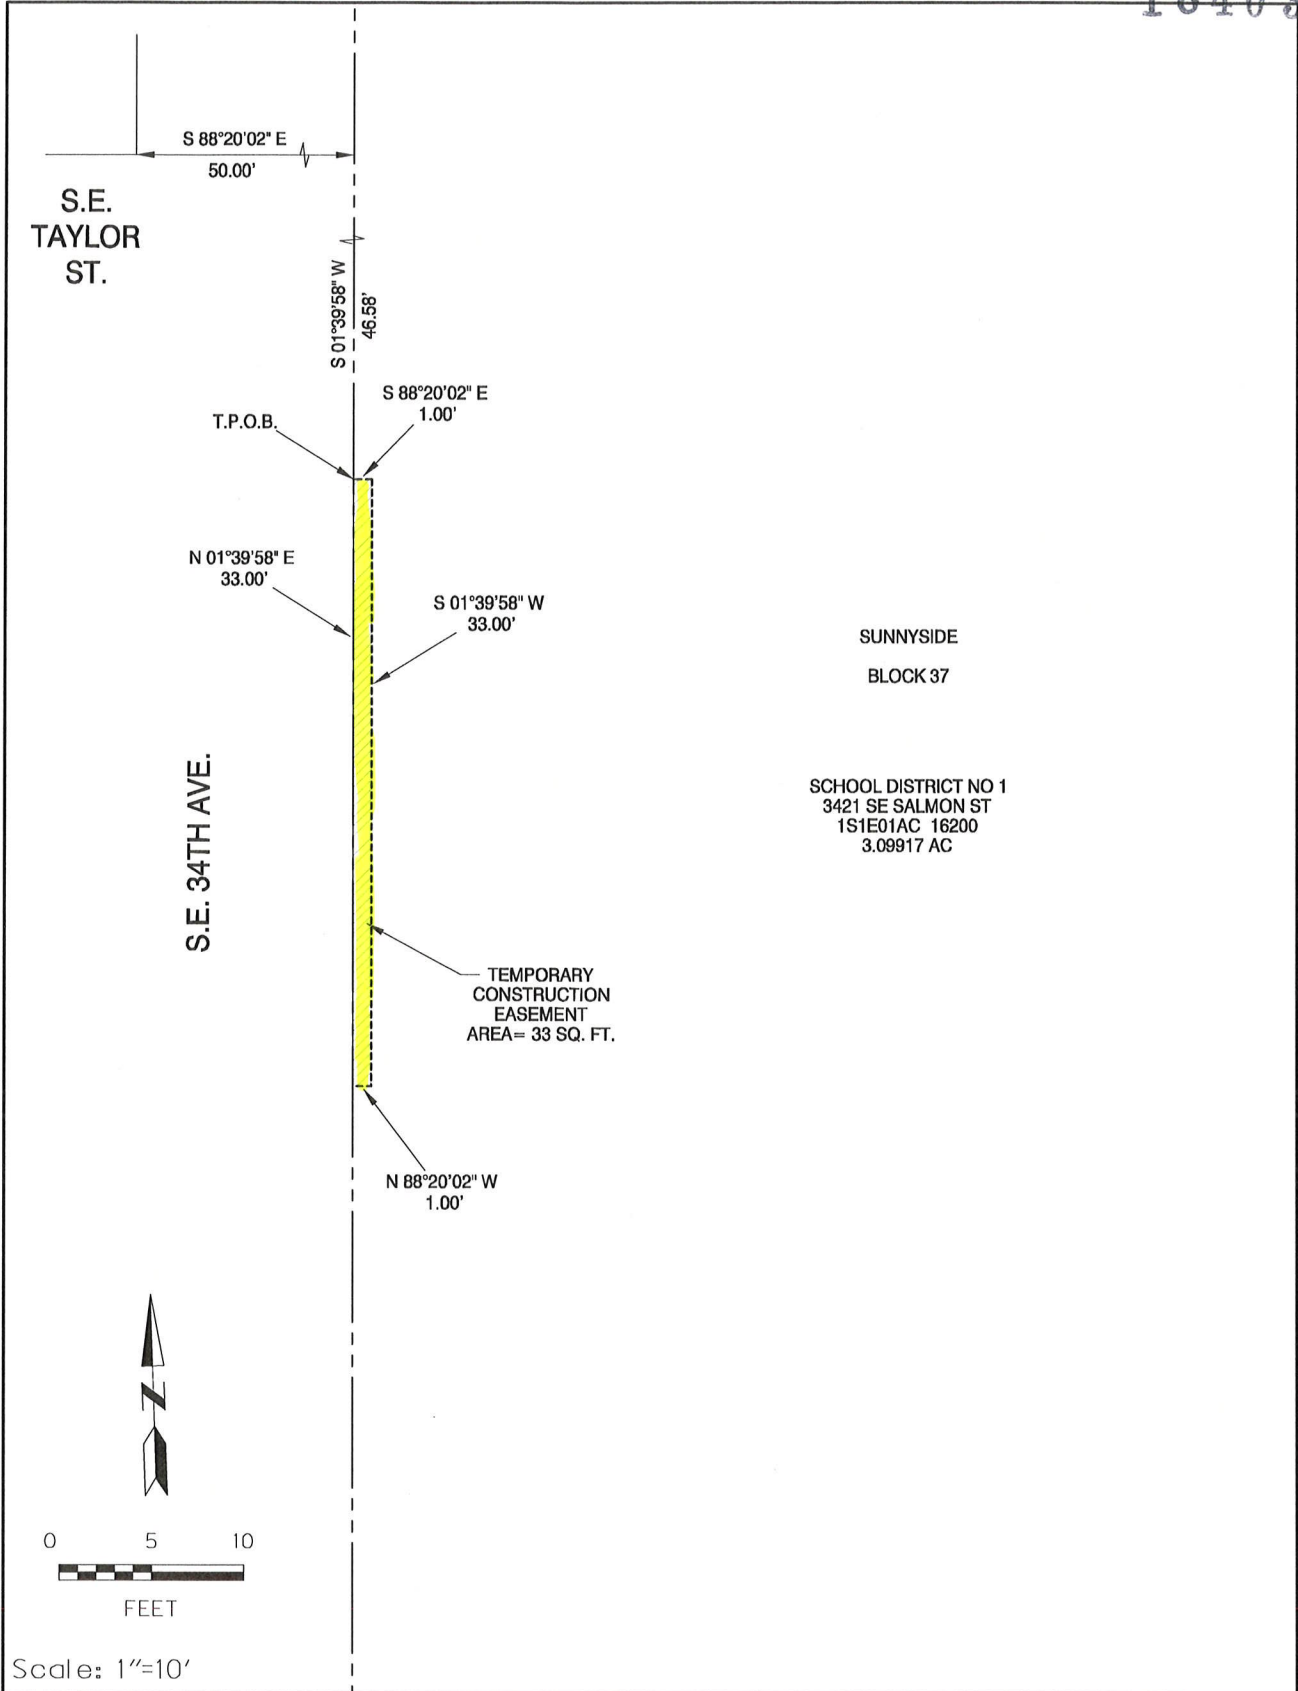 S 88°20'02" E
50.00'
S.E.
TAYLOR
ST.
S 01°39'58" W
46.58'
S 88°20'02" E
1.00'
T.P.O.B.
N 01°39'58" E
33.00'
S 01°39'58" W
33.00'
SUNNYSIDE
BLOCK 37
SCHOOL DISTRICT NO 1
3421 SE SALMON ST
1S1E01AC 16200
3.09917 AC
S.E. 34TH AVE.
TEMPORARY
CONSTRUCTION
EASEMENT
AREA= 33 SQ. FT.
N 88°20'02" W
1.00'
N
0 5 10
FEET
Scale: 1"=10'